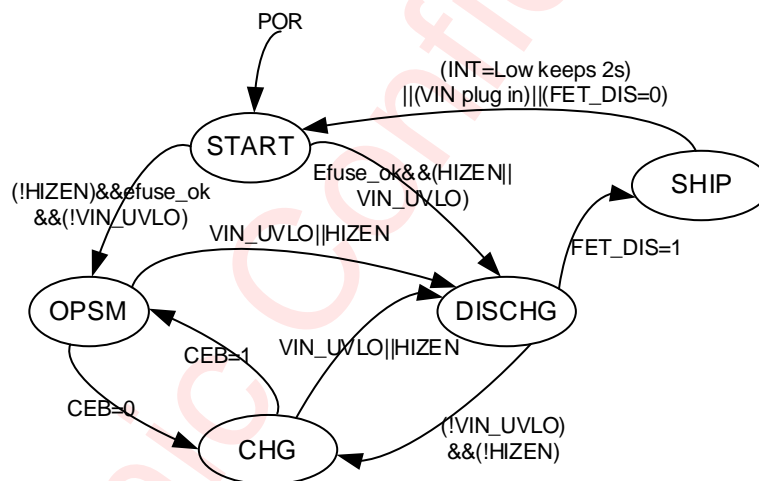 POR
(INT=Low keeps 2s)
||(VIN plug in)||(FET_DIS=0)
START
Efuse_ok&&(HIZEN||
VIN_UVLO)
SHIP
(!HIZEN)&&efuse_ok
&&(!VIN_UVLO)
VIN_UVLO||HIZEN
FET_DIS=1
OPSM
DISCHG
CEB=1
VIN_UVLO||HIZEN
CEB=0
CHG
(!VIN_UVLO)
&&(!HIZEN)